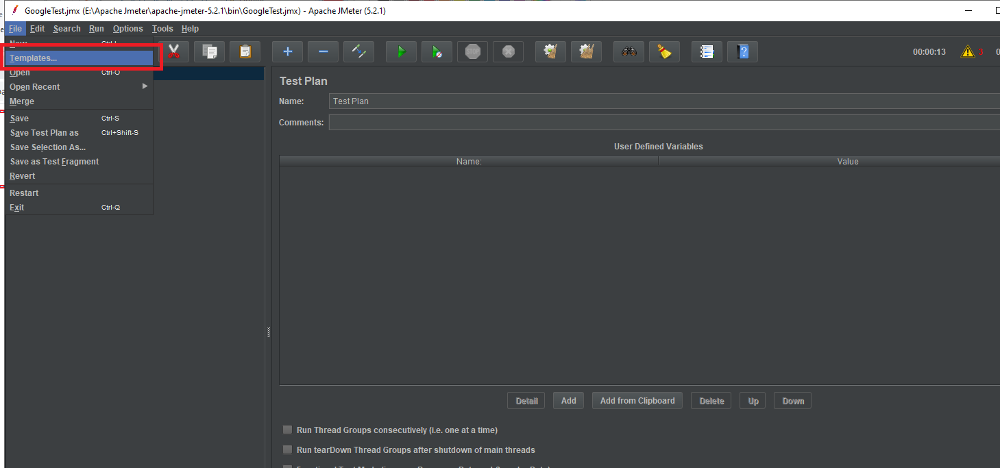 GoogleTest.jmx (E:\Apache Jmeter\apache-jmeter-5.2.1\bin\GoogleTest.jmx) - Apache JMeter (5.2.1)
File Edit Search Run Options Tools Help
Templates...
STOP
?
00:00:13
3
Open Ctrl-O
Open Recent
Merge
Save Ctrl-S
Save Test Plan as Ctrl+Shift-S
Save Selection As...
Save as Test Fragment
Revert
Restart
Exit Ctrl-Q
Test Plan
Name: Test Plan
Comments:
User Defined Variables
Name: Value
Detail Add Add from Clipboard Delete Up Down
Run Thread Groups consecutively (i.e. one at a time)
Run tearDown Thread Groups after shutdown of main threads